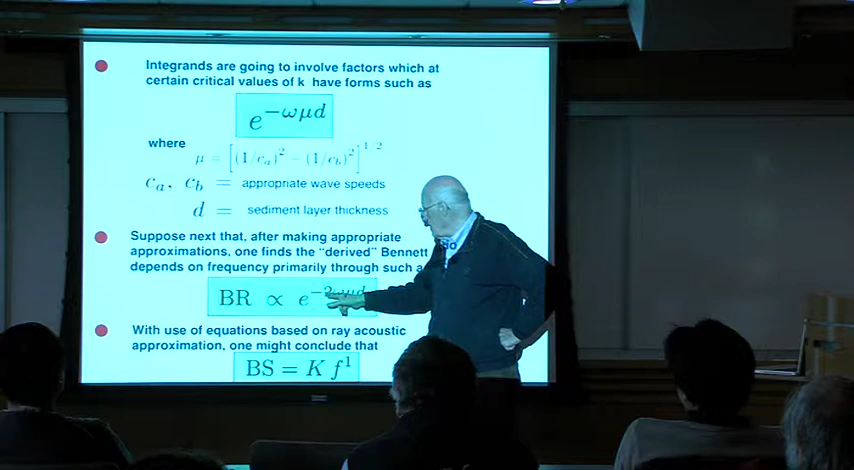 Integrands are going to involve factors which at
certain critical values of k have forms such as
e^{-ωμd}
where
μ = [(1/c_a)^2 - (1/c_b)^2]^{1/2}
c_a, c_b = appropriate wave speeds
d = sediment layer thickness
Suppose next that, after making appropriate
approximations, one finds the "derived" Bennett
depends on frequency primarily through such a
BR ∝ e^{-2ωμd}
With use of equations based on ray acoustic
approximation, one might conclude that
BS = K f^1